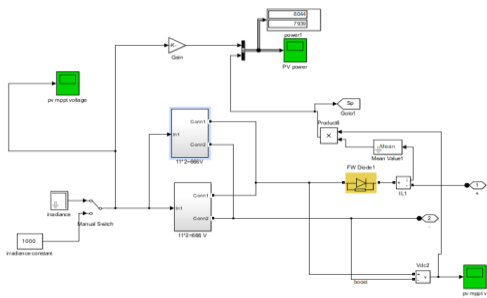 6044
7939
power1
-K-
Gain
PV power
pv mppt voltage
Sp
Goto1
Product6
×
Mean
Mean Value1
In1
Conn1
Conn2
11*2=666V
FW Diode1
IL1
1
+
irradiance
Manual Switch
In1
Conn1
Conn2
11*2=666 V
2
-
1000
irradiance constant
boost
Vdc2
pv mppt v